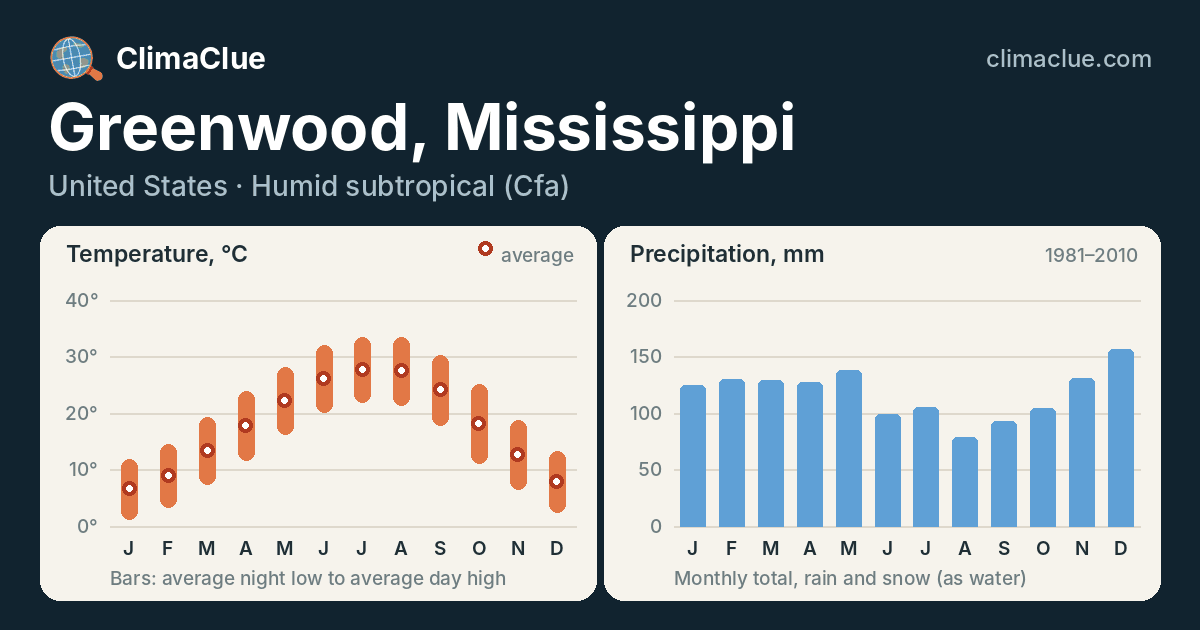 ClimaClue
climaclue.com
Greenwood, Mississippi
United States · Humid subtropical (Cfa)
Temperature, °C
average
40°
30°
20°
10°
0°
J F M A M J J A S O N D
Bars: average night low to average day high
Precipitation, mm
1981–2010
200
150
100
50
0
J F M A M J J A S O N D
Monthly total, rain and snow (as water)